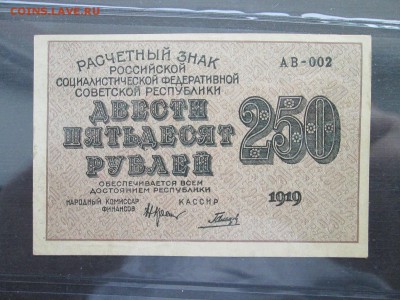 COINS.LAVE.RU
РАСЧЕТНЫЙ ЗНАК
РОССИЙСКОЙ
СОЦИАЛИСТИЧЕСКОЙ ФЕДЕРАТИВНОЙ
СОВЕТСКОЙ РЕСПУБЛИКИ
АВ-002
ДВЕСТИ
ПЯТЬДЕСЯТ
РУБЛЕЙ
250
ОБЕСПЕЧИВАЕТСЯ ВСЕМ
ДОСТОЯНИЕМ РЕСПУБЛИКИ
НАРОДНЫЙ КОМИССАР
ФИНАНСОВ
КАССИР
1919